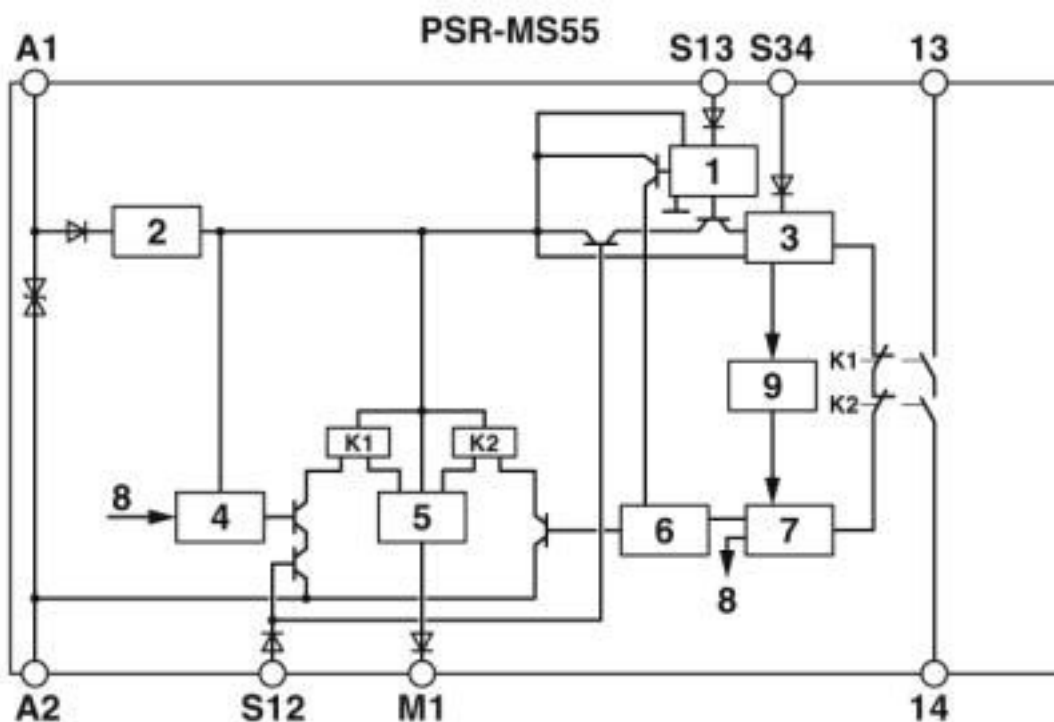 PSR-MS55
A1 S13 S34 13
1
2 3
K1
9
K2
K1 K2
8
4 5 6 7
8
A2 S12 M1 14